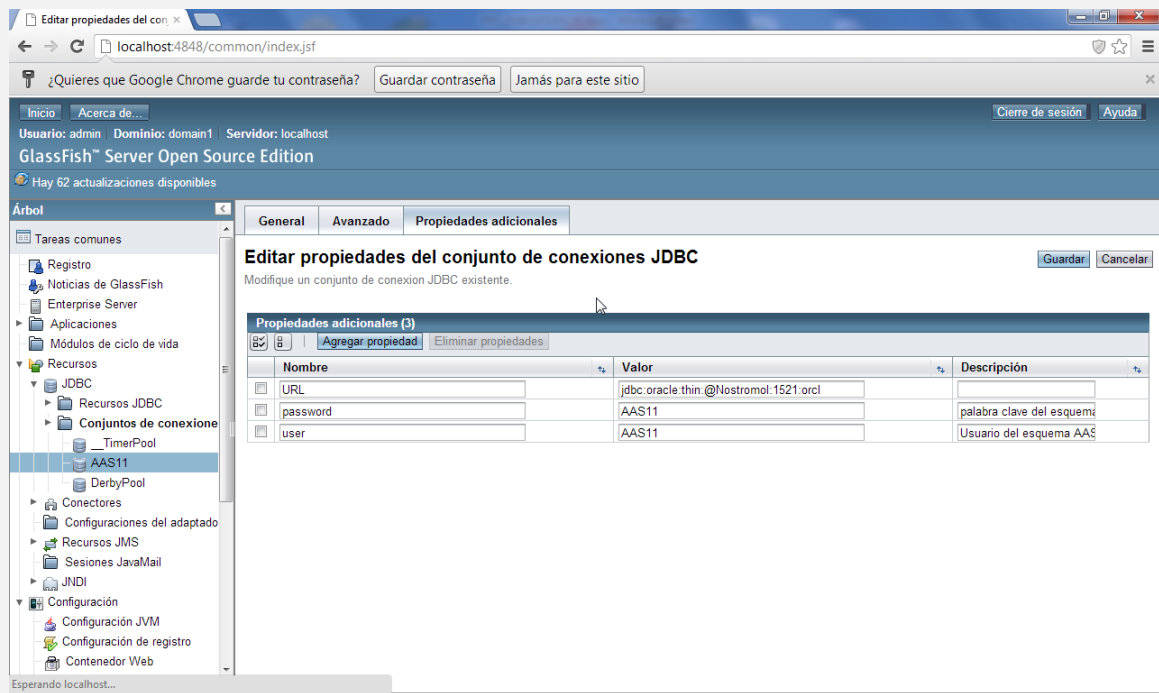 Editar propiedades del con
localhost:4848/common/index.jsf
¿Quieres que Google Chrome guarde tu contraseña? Guardar contraseña Jamás para este sitio
Inicio Acerca de... Cierre de sesión Ayuda
Usuario: admin Dominio: domain1 Servidor: localhost
GlassFish™ Server Open Source Edition
Hay 62 actualizaciones disponibles
Árbol
Tareas comunes
Registro
Noticias de GlassFish
Enterprise Server
Aplicaciones
Módulos de ciclo de vida
Recursos
JDBC
Recursos JDBC
Conjuntos de conexione
__TimerPool
AAS11
DerbyPool
Conectores
Configuraciones del adaptado
Recursos JMS
Sesiones JavaMail
JNDI
Configuración
Configuración JVM
Configuración de registro
Contenedor Web
General Avanzado Propiedades adicionales
Editar propiedades del conjunto de conexiones JDBC Guardar Cancelar
Modifique un conjunto de conexion JDBC existente.
Propiedades adicionales (3)
Agregar propiedad Eliminar propiedades
Nombre Valor Descripción
URL jdbc:oracle:thin:@Nostromol:1521:orcl
password AAS11 palabra clave del esquema
user AAS11 Usuario del esquema AAS
Esperando localhost...